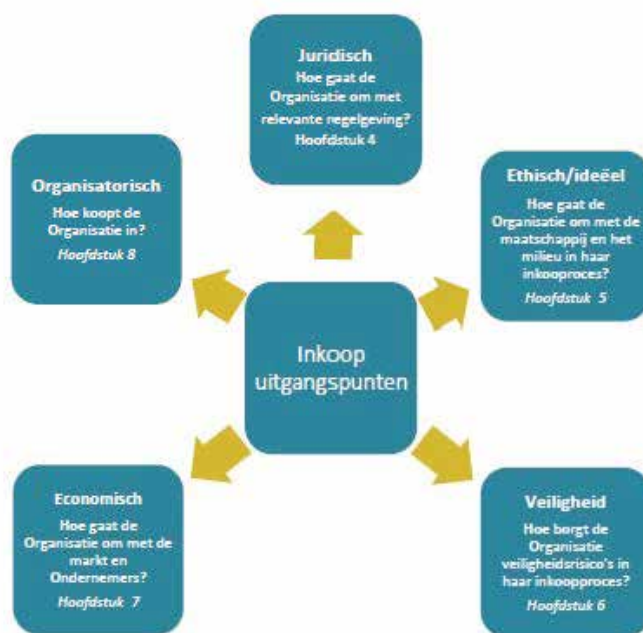 Juridisch
Hoe gaat de
Organisatie om met
relevante regelgeving?
Hoofdstuk 4
Organisatorisch
Hoe koopt de
Organisatie in?
Hoofdstuk 8
Ethisch/ideëel
Hoe gaat de
Organisatie om met de
maatschappij en het
milieu in haar
inkooproces?
Hoofdstuk 5
Inkoop
uitgangspunten
Economisch
Hoe gaat de
Organisatie om met de
markt en
Ondernemers?
Hoofdstuk 7
Veiligheid
Hoe borgt de
Organisatie
veiligheidsrisico's in
haar inkoopproces?
Hoofdstuk 6